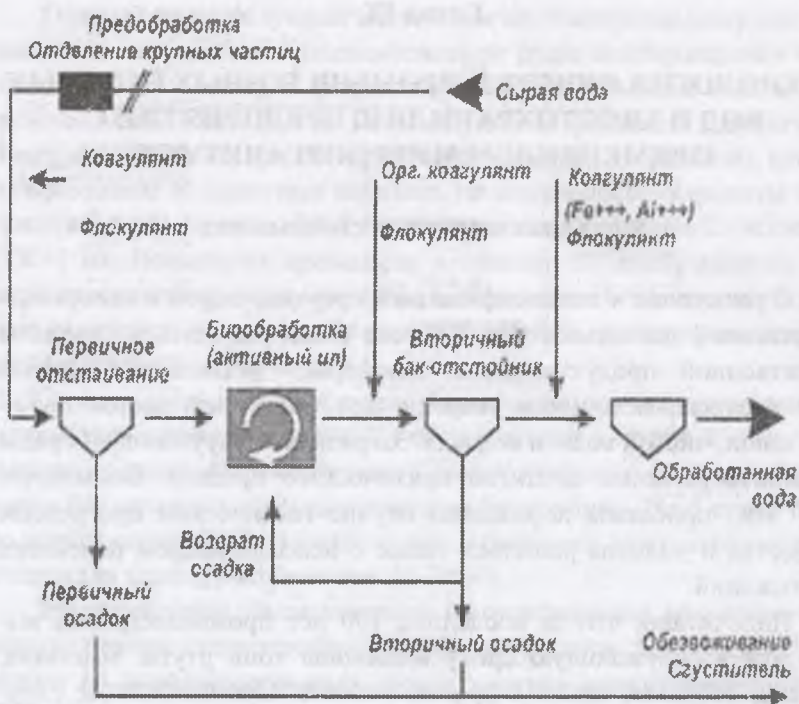 Предобработка
Отделение крупных частиц
Сырая вода
Коагулянт
Флокулянт
Орг. коагулянт
Флокулянт
Коагулянт
(Fe+++, Al+++)
Флокулянт
Первичное
отстаивание
Биообработка
(активный ил)
Вторичный
бак-отстойник
Обработанная
вода
Возврат
осадка
Первичный
осадок
Вторичный осадок
Обезвоживание
Сгуститель